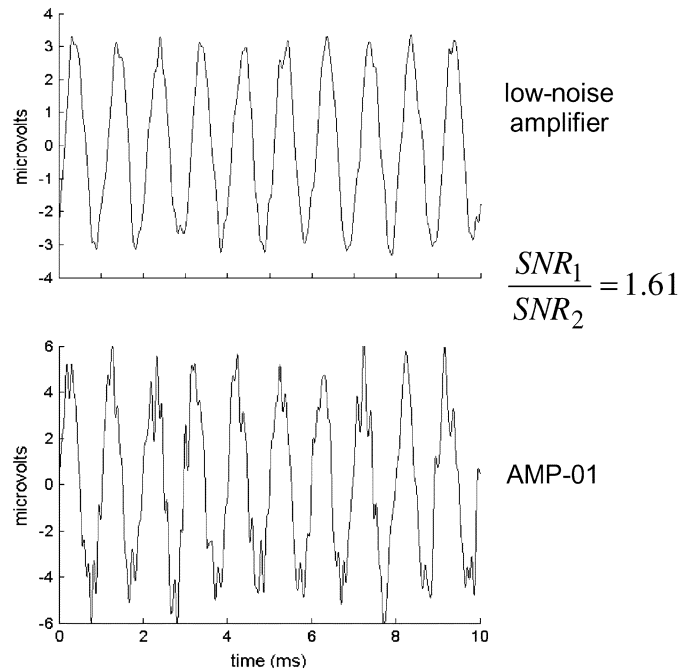 4
3
2
1
0
-1
-2
-3
-4
microvolts
low-noise
amplifier
SNR1
SNR2
= 1.61
6
4
2
0
-2
-4
-6
microvolts
AMP-01
0 2 4 6 8 10
time (ms)